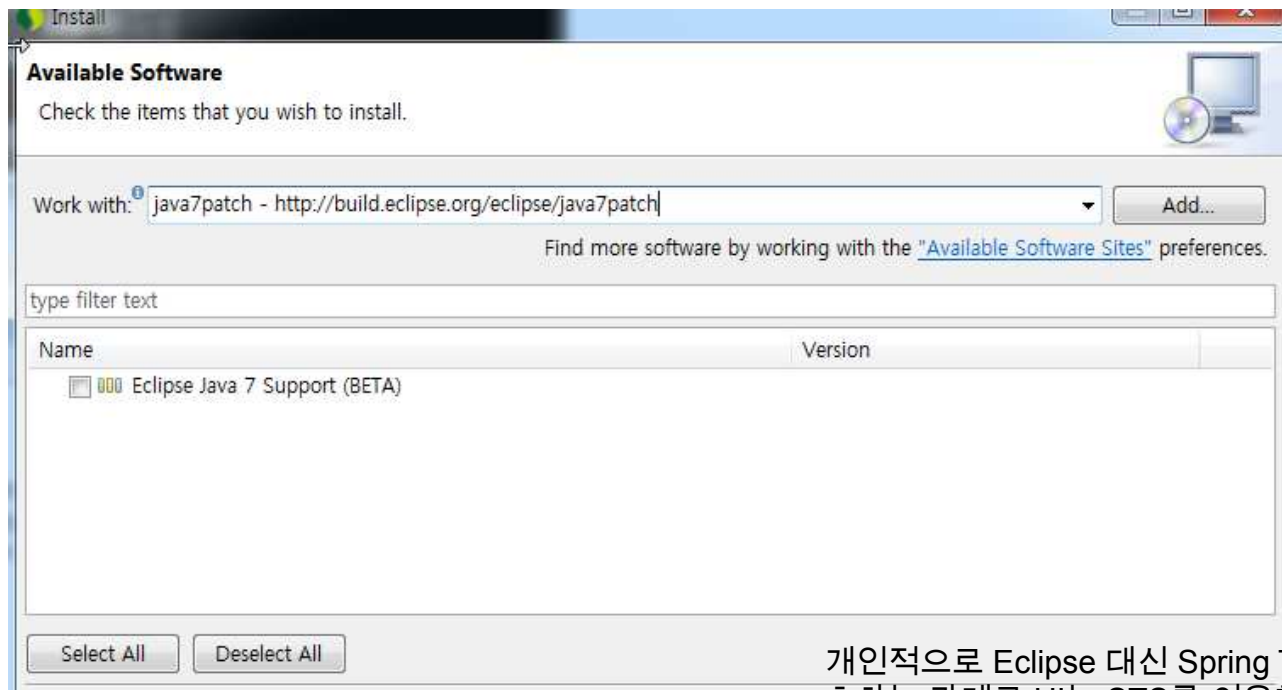 Install
Available Software
Check the items that you wish to install.
Work with: java7patch - http://build.eclipse.org/eclipse/java7patch
Add...
Find more software by working with the "Available Software Sites" preferences.
type filter text
Name Version
Eclipse Java 7 Support (BETA)
Select All Deselect All
개인적으로 Eclipse 대신 Spring